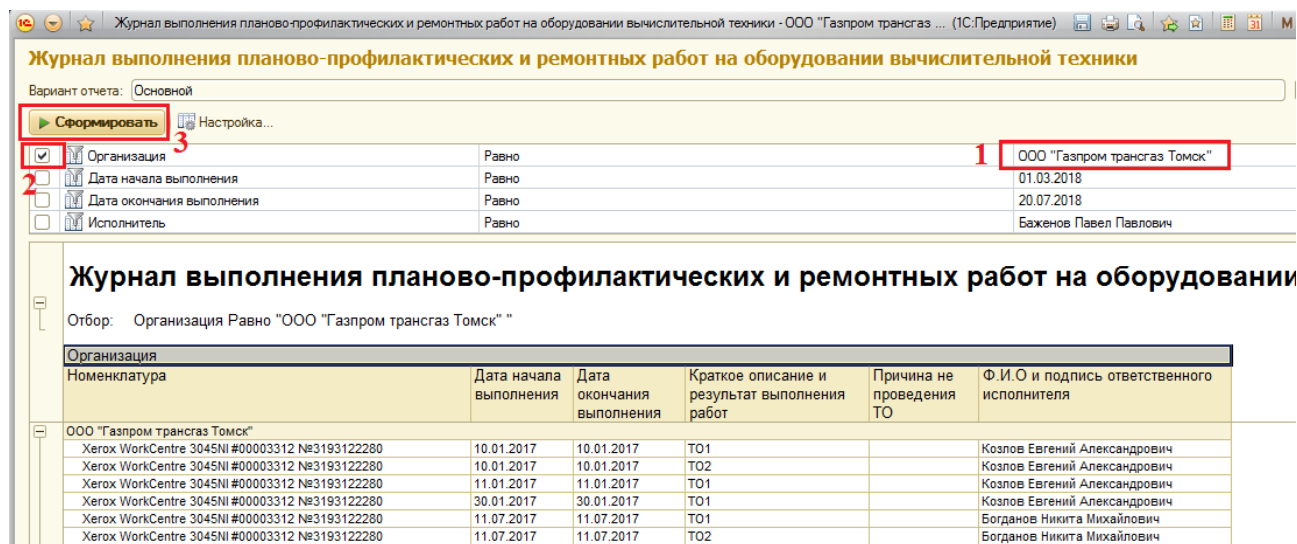 1С Журнал выполнения планово-профилактических и ремонтных работ на оборудовании вычислительной техники - ООО "Газпром трансгаз ... (1С:Предприятие) 31 M
Журнал выполнения планово-профилактических и ремонтных работ на оборудовании вычислительной техники
Вариант отчета: Основной
Сформировать Настройка...
3
Организация Равно 1 ООО "Газпром трансгаз Томск"
2 Дата начала выполнения Равно 01.03.2018
Дата окончания выполнения Равно 20.07.2018
Исполнитель Равно Баженов Павел Павлович
Журнал выполнения планово-профилактических и ремонтных работ на оборудовании
Отбор: Организация Равно "ООО "Газпром трансгаз Томск" "
Организация
Номенклатура Дата начала Дата Краткое описание и Причина не Ф.И.О и подпись ответственного
выполнения окончания результат выполнения проведения исполнителя
выполнения работ ТО
ООО "Газпром трансгаз Томск"
Xerox WorkCentre 3045NI #00003312 №3193122280 10.01.2017 10.01.2017 ТО1 Козлов Евгений Александрович
Xerox WorkCentre 3045NI #00003312 №3193122280 10.01.2017 10.01.2017 ТО2 Козлов Евгений Александрович
Xerox WorkCentre 3045NI #00003312 №3193122280 11.01.2017 11.01.2017 ТО1 Козлов Евгений Александрович
Xerox WorkCentre 3045NI #00003312 №3193122280 30.01.2017 30.01.2017 ТО1 Козлов Евгений Александрович
Xerox WorkCentre 3045NI #00003312 №3193122280 11.07.2017 11.07.2017 ТО1 Богданов Никита Михайлович
Xerox WorkCentre 3045NI #00003312 №3193122280 11.07.2017 11.07.2017 ТО2 Богданов Никита Михайлович